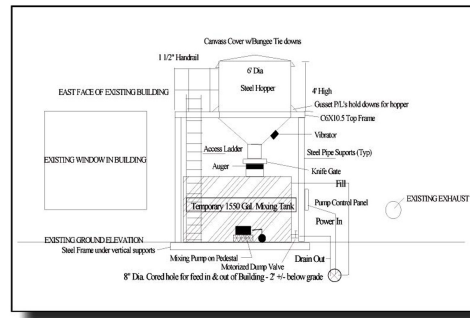 Canvass Cover w/Bungee Tie downs
1 1/2" Handrail
6' Dia
Steel Hopper
4' High
EAST FACE OF EXISTING BUILDING
Gusset P/L's hold downs for hopper
C6X10.5 Top Frame
Vibrator
EXISTING WINDOW IN BUILDING
Access Ladder
Steel Pipe Suports (Typ)
Auger
Knife Gate
Fill
Temporary 1550 Gal. Mixing Tank
Pump Control Panel
EXISTING EXHAUST
Power In
EXISTING GROUND ELEVATION
Steel Frame under vertical supports
Mixing Pump on Pedestal
Drain Out
Motorized Dump Valve
8" Dia. Cored hole for feed in & out of Building - 2' +/- below grade